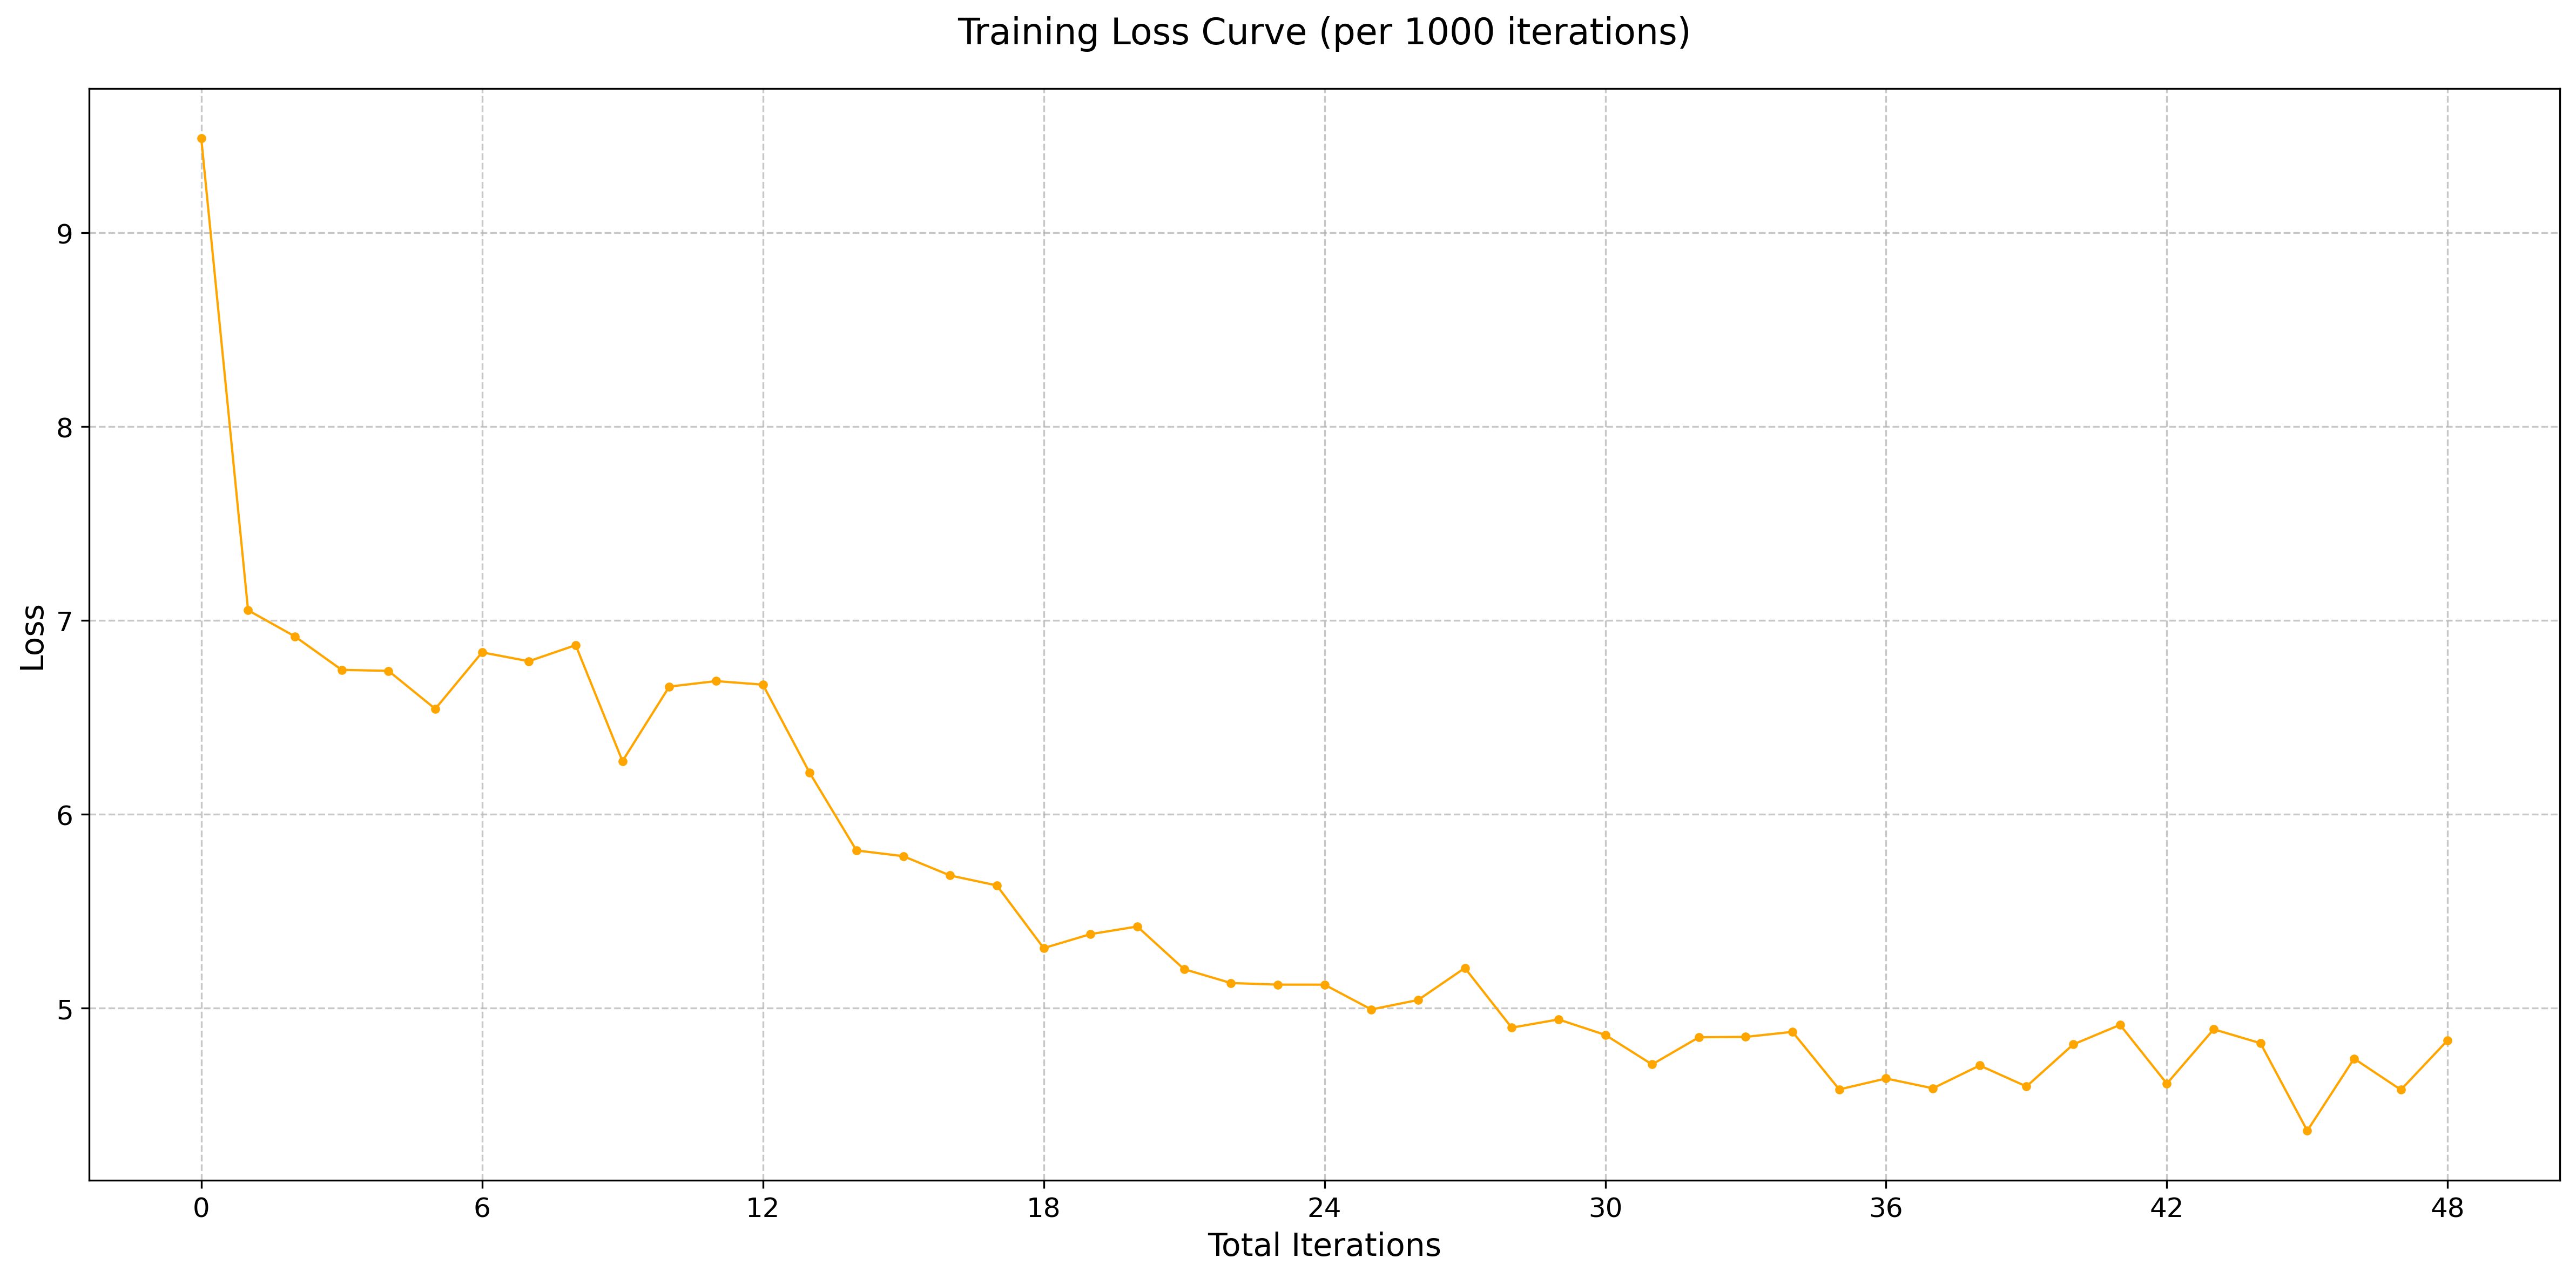 Training Loss Curve (per 1000 iterations)
Loss
9
8
7
6
5
0 6 12 18 24 30 36 42 48
Total Iterations